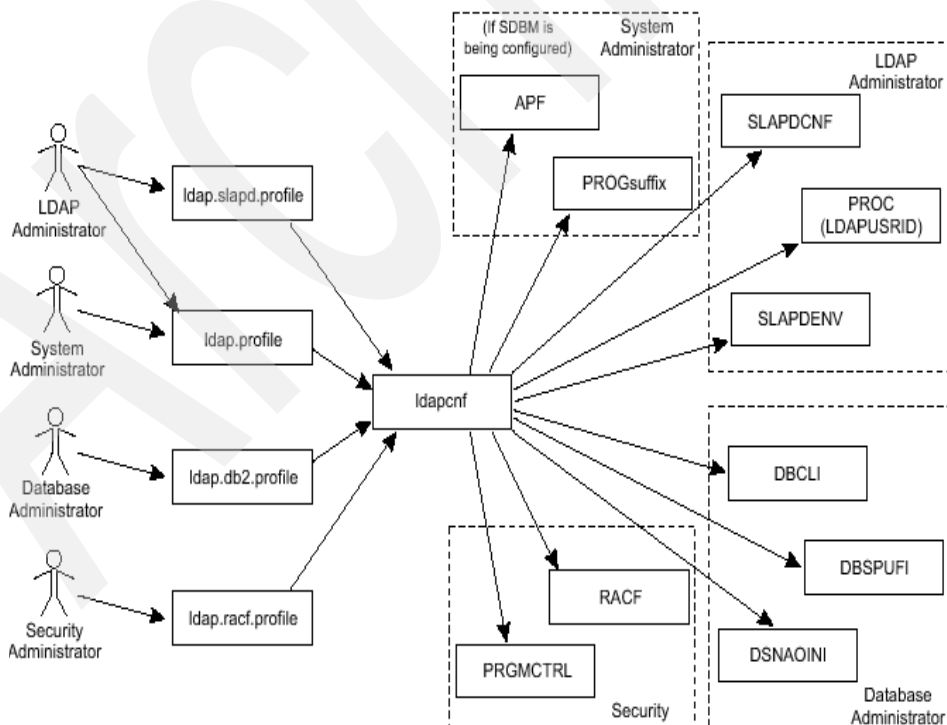 (If SDBM is
being configured)
System
Administrator
APF
PROGsuffix
LDAP
Administrator
SLAPDCNF
PROC
(LDAPUSRID)
SLAPDENV
LDAP
Administrator
ldap.slapd.profile
System
Administrator
ldap.profile
ldapcnf
Database
Administrator
ldap.db2.profile
Security
Administrator
ldap.racf.profile
RACF
PRGMCTRL
Security
DBCLI
DBSPUFI
DSNAOINI
Database
Administrator